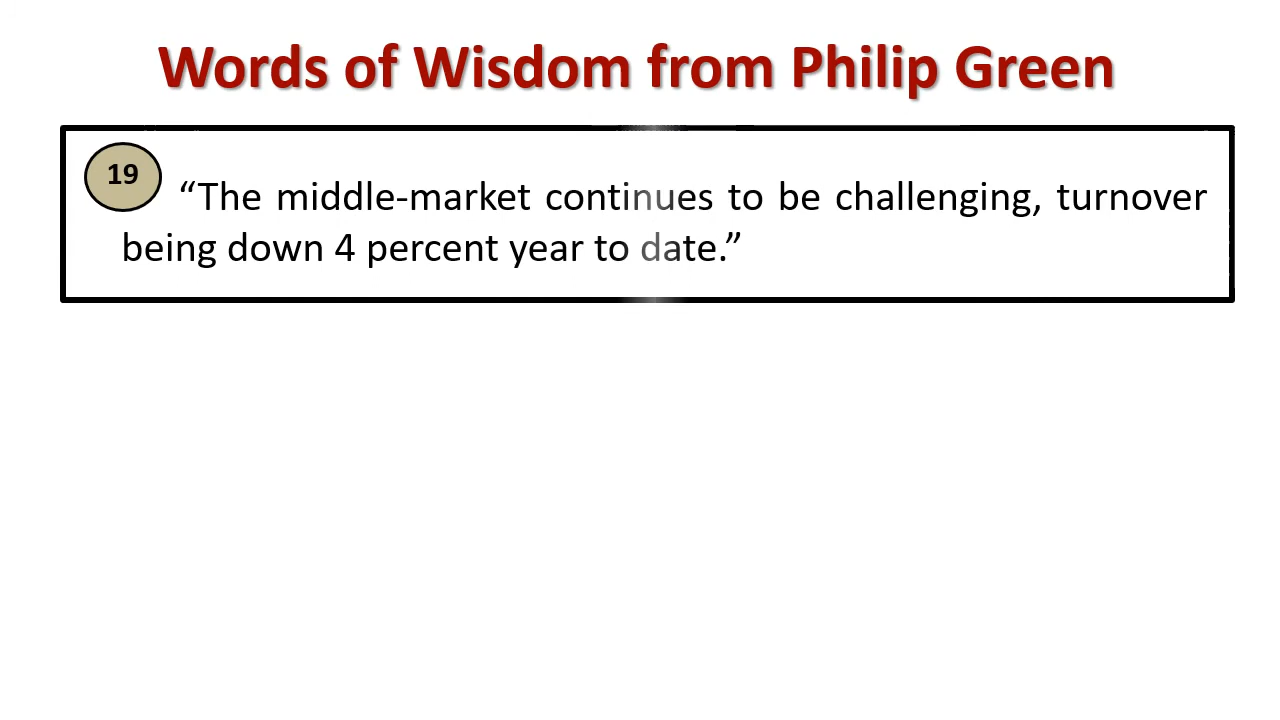 Words of Wisdom from Philip Green
19
“The middle-market continues to be challenging, turnover
being down 4 percent year to date.”